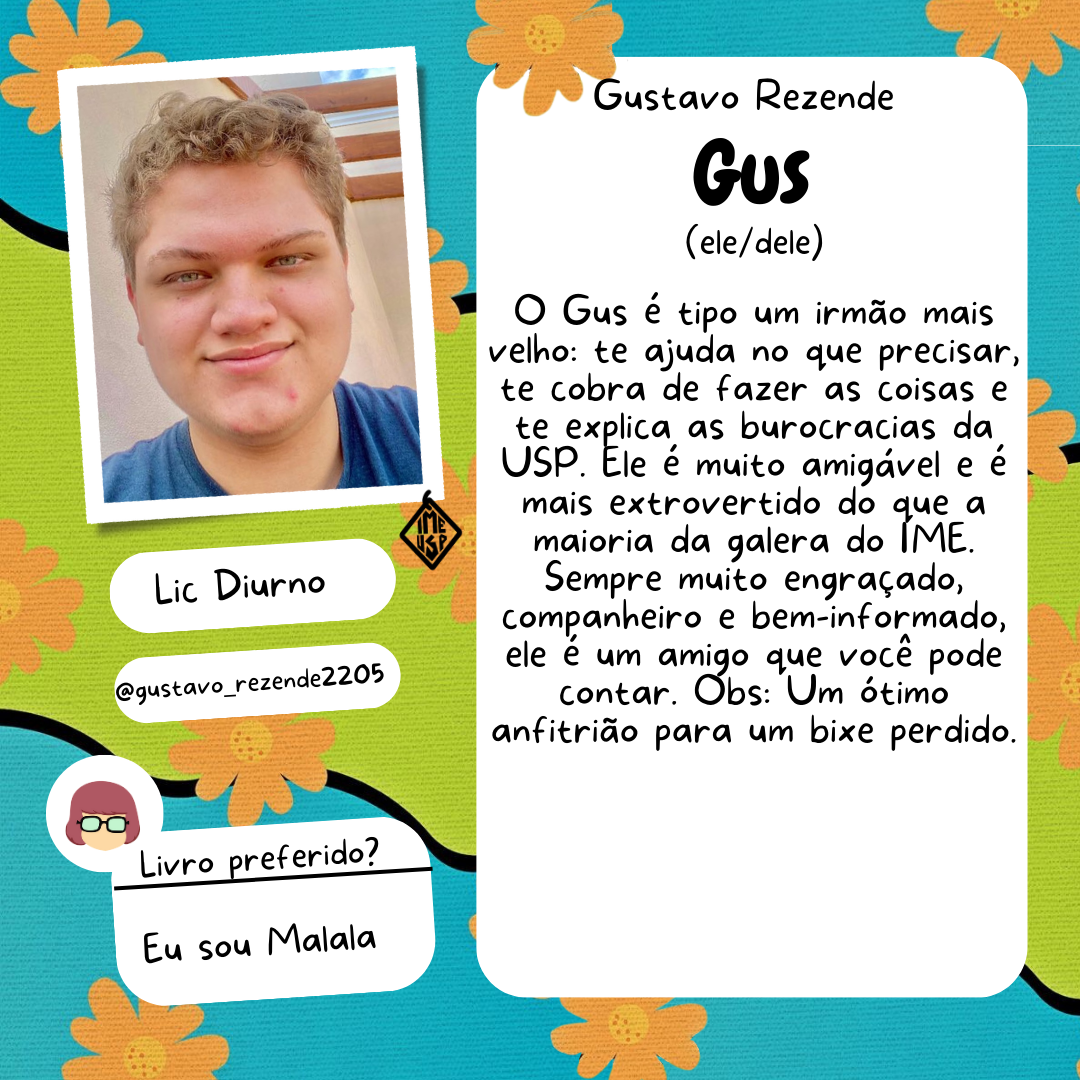 Gustavo Rezende
Gus
(ele/dele)
O Gus é tipo um irmão mais
velho: te ajuda no que precisar,
te cobra de fazer as coisas e
te explica as burocracias da
USP. Ele é muito amigável e é
mais extrovertido do que a
maioria da galera do IME.
Sempre muito engraçado,
companheiro e bem-informado,
ele é um amigo que você pode
contar. Obs: Um ótimo
anfitrião para um bixe perdido.
IME
USP
Lic Diurno
@gustavo_rezende2205
Livro preferido?
Eu sou Malala